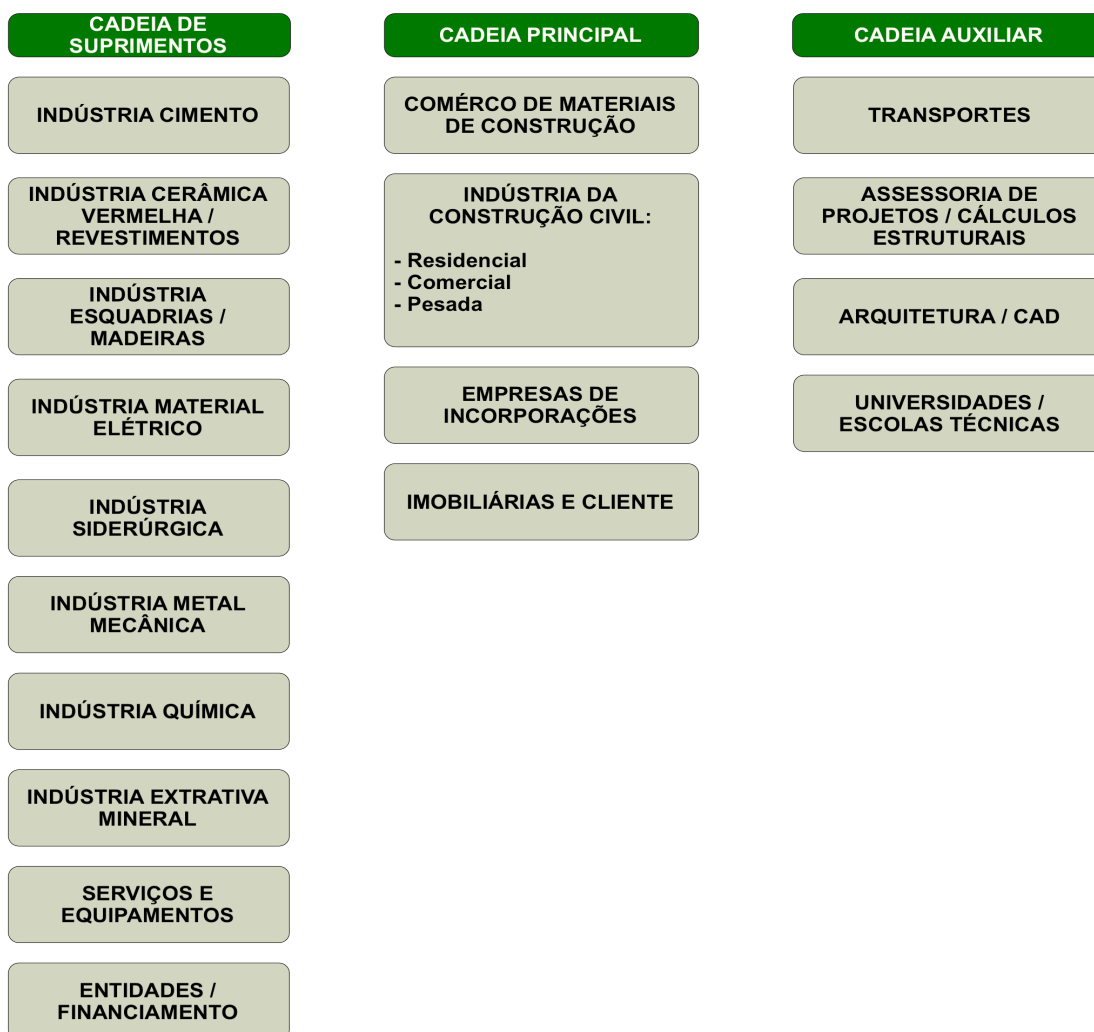 CADEIA DE
SUPRIMENTOS
INDÚSTRIA CIMENTO
INDÚSTRIA CERÂMICA
VERMELHA /
REVESTIMENTOS
INDÚSTRIA
ESQUADRIAS /
MADEIRAS
INDÚSTRIA MATERIAL
ELÉTRICO
INDÚSTRIA
SIDERÚRGICA
INDÚSTRIA METAL
MECÂNICA
INDÚSTRIA QUÍMICA
INDÚSTRIA EXTRATIVA
MINERAL
SERVIÇOS E
EQUIPAMENTOS
ENTIDADES /
FINANCIAMENTO
CADEIA PRINCIPAL
COMÉRCO DE MATERIAIS
DE CONSTRUÇÃO
INDÚSTRIA DA
CONSTRUÇÃO CIVIL:
- Residencial
- Comercial
- Pesada
EMPRESAS DE
INCORPORAÇÕES
IMOBILIÁRIAS E CLIENTE
CADEIA AUXILIAR
TRANSPORTES
ASSESSORIA DE
PROJETOS / CÁLCULOS
ESTRUTURAIS
ARQUITETURA / CAD
UNIVERSIDADES /
ESCOLAS TÉCNICAS